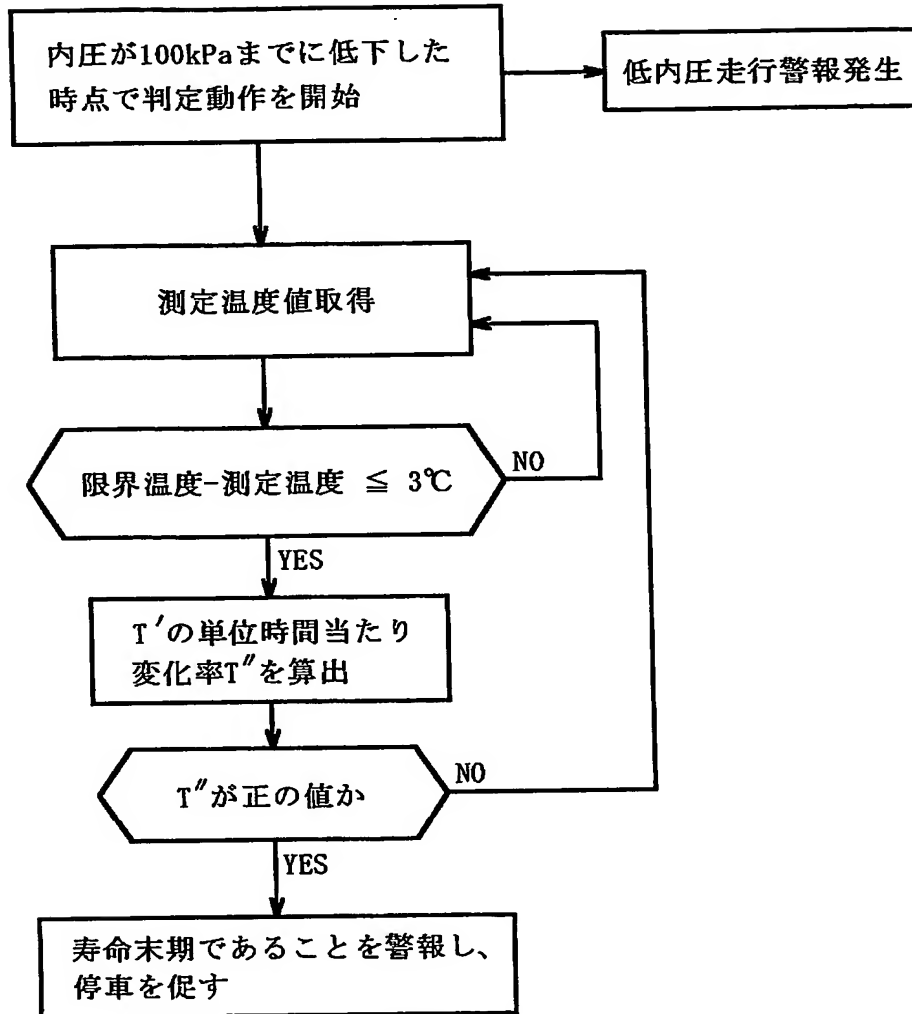 内圧が100kPaまでに低下した
時点で判定動作を開始
低内圧走行警報発生
測定温度値取得
限界温度-測定温度 ≦ 3℃
NO
YES
T′の単位時間当たり
変化率T″を算出
T″が正の値か
NO
YES
寿命末期であることを警報し、
停車を促す